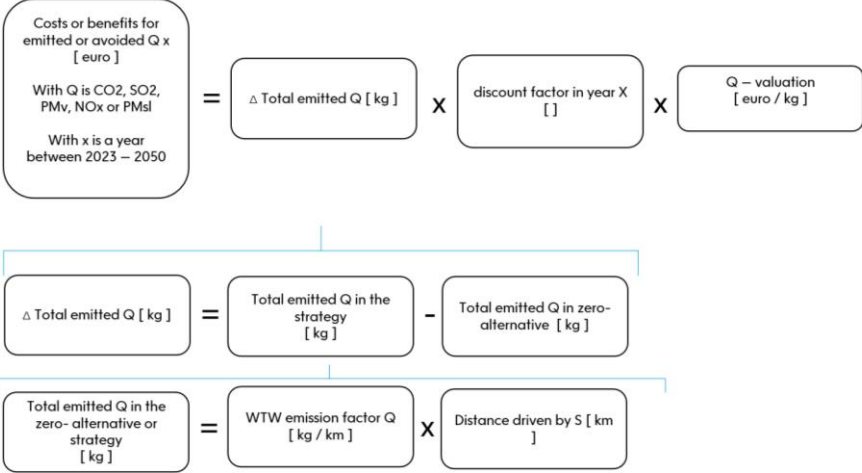 Costs or benefits for
emitted or avoided Q x
[ euro ]
With Q is CO2, SO2,
PMv, NOx or PMsl
With x is a year
between 2023 – 2050
=
△ Total emitted Q [ kg ]
x
discount factor in year X
[ ]
x
Q – valuation
[ euro / kg ]
△ Total emitted Q [ kg ]
=
Total emitted Q in the
strategy
[ kg ]
-
Total emitted Q in zero-
alternative [ kg ]
Total emitted Q in the
zero- alternative or
strategy
[ kg ]
=
WTW emission factor Q
[ kg / km ]
x
Distance driven by S [ km
]